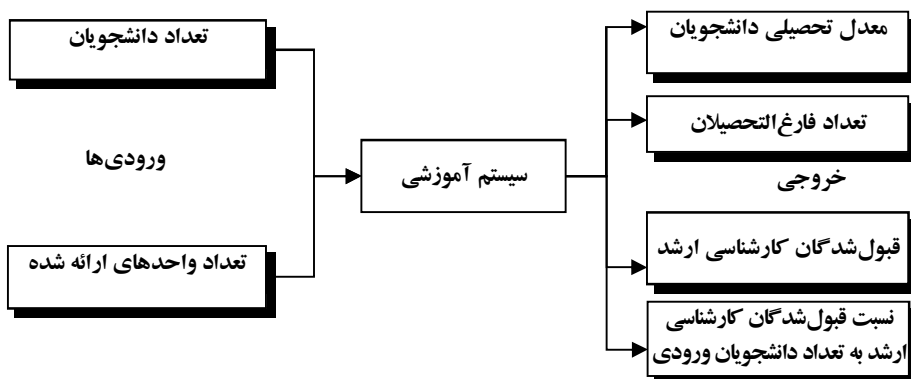 تعداد دانشجویان
ورودی‌ها
تعداد واحدهای ارائه شده
سیستم آموزشی
معدل تحصیلی دانشجویان
تعداد فارغ‌التحصیلان
خروجی
قبول‌شدگان کارشناسی ارشد
نسبت قبول‌شدگان کارشناسی
ارشد به تعداد دانشجویان ورودی